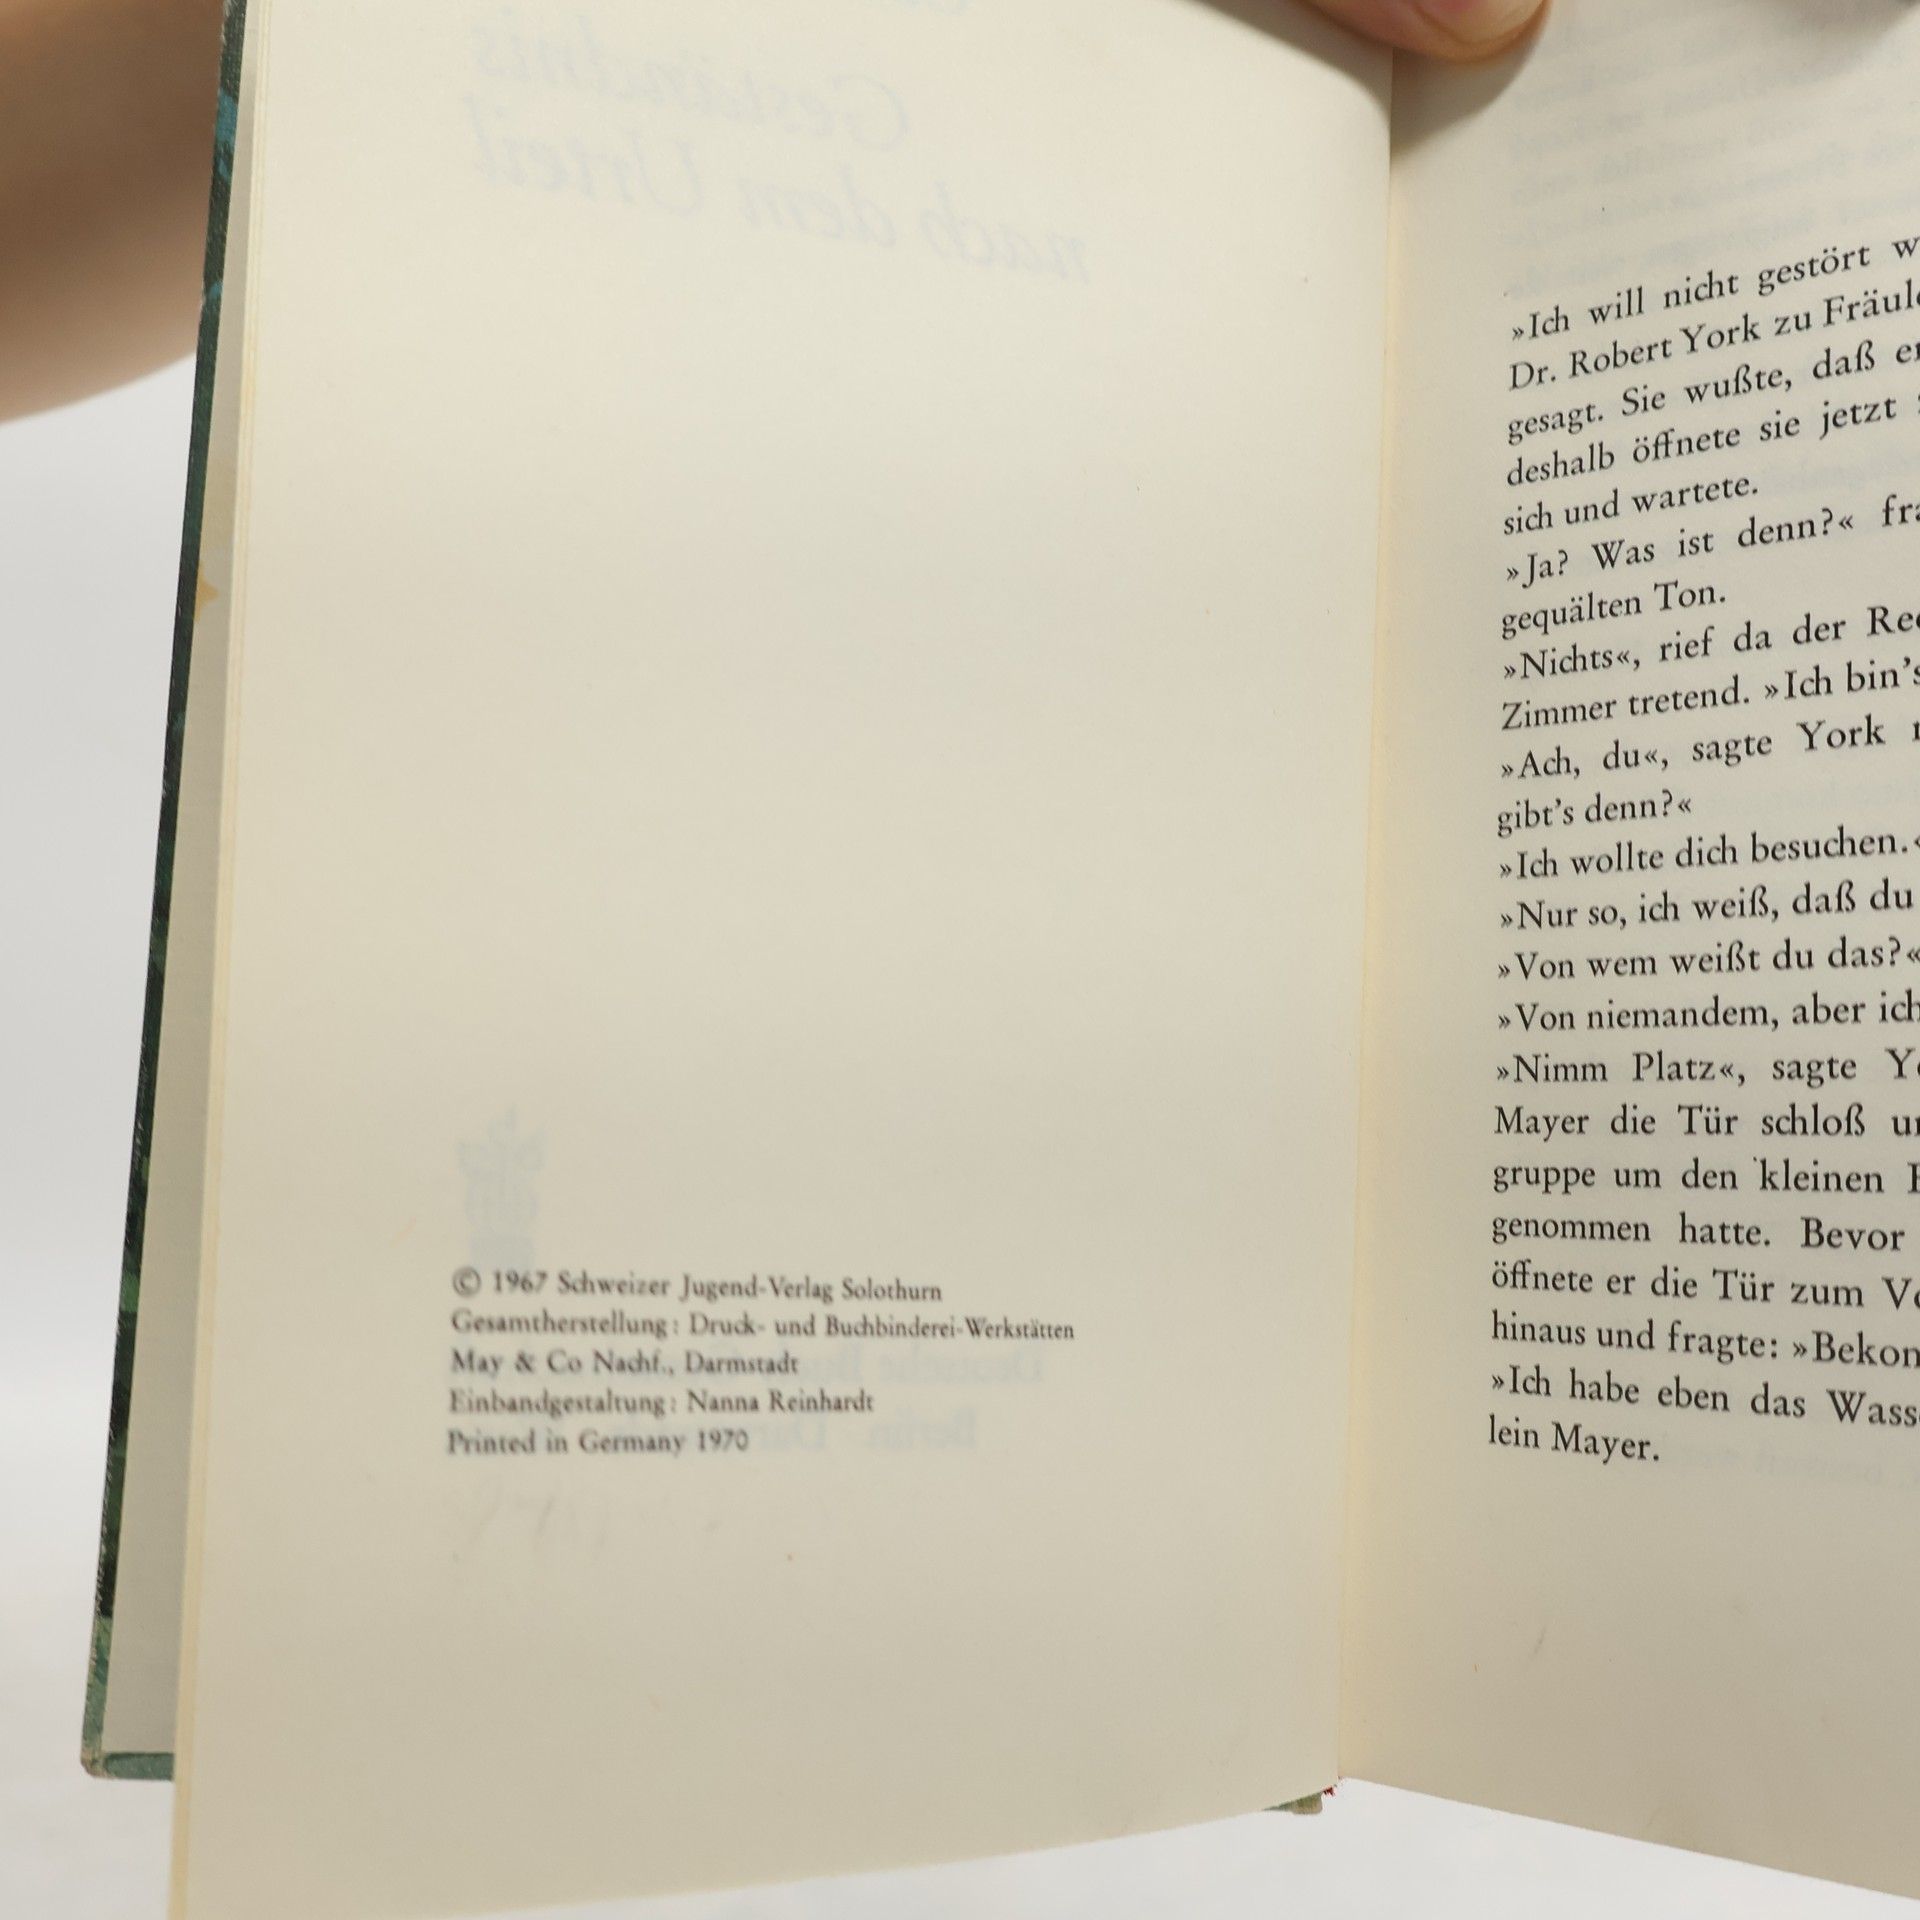 Geständnis
nach dem Urteil
© 1967 Schweizer Jugend-Verlag Solothurn
Gesamtherstellung: Druck- und Buchbinderei-Werkstätten
May & Co Nachf., Darmstadt
Einbandgestaltung: Nanna Reinhardt
Printed in Germany 1970
»Ich will nicht gestört
Dr. Robert York zu
gesagt. Sie wußte, daß
deshalb öffnete sie jetzt
sich und wartete.
»Ja? Was ist denn?«
gequälten Ton.
»Nichts«, rief da der
Zimmer tretend. »Ich bin's
»Ach, du«, sagte York
gibt's denn?«
»Ich wollte dich besuchen.«
»Nur so, ich weiß, daß du
»Von wem weißt du das?«
»Von niemandem, aber ich
»Nimm Platz«, sagte
Mayer die Tür schloß
gruppe um den kleinen
genommen hatte. Bevor
öffnete er die Tür zum
hinaus und fragte:
»Ich habe eben das
lein Mayer.